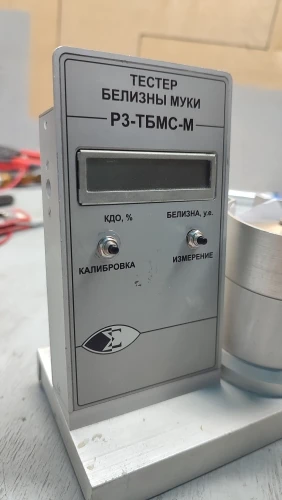 ТЕСТЕР
БЕЛИЗНЫ МУКИ
РЗ-ТБМС-М
КДО, %
БЕЛИЗНА, у.е.
КАЛИБРОВКА
ИЗМЕРЕНИЕ